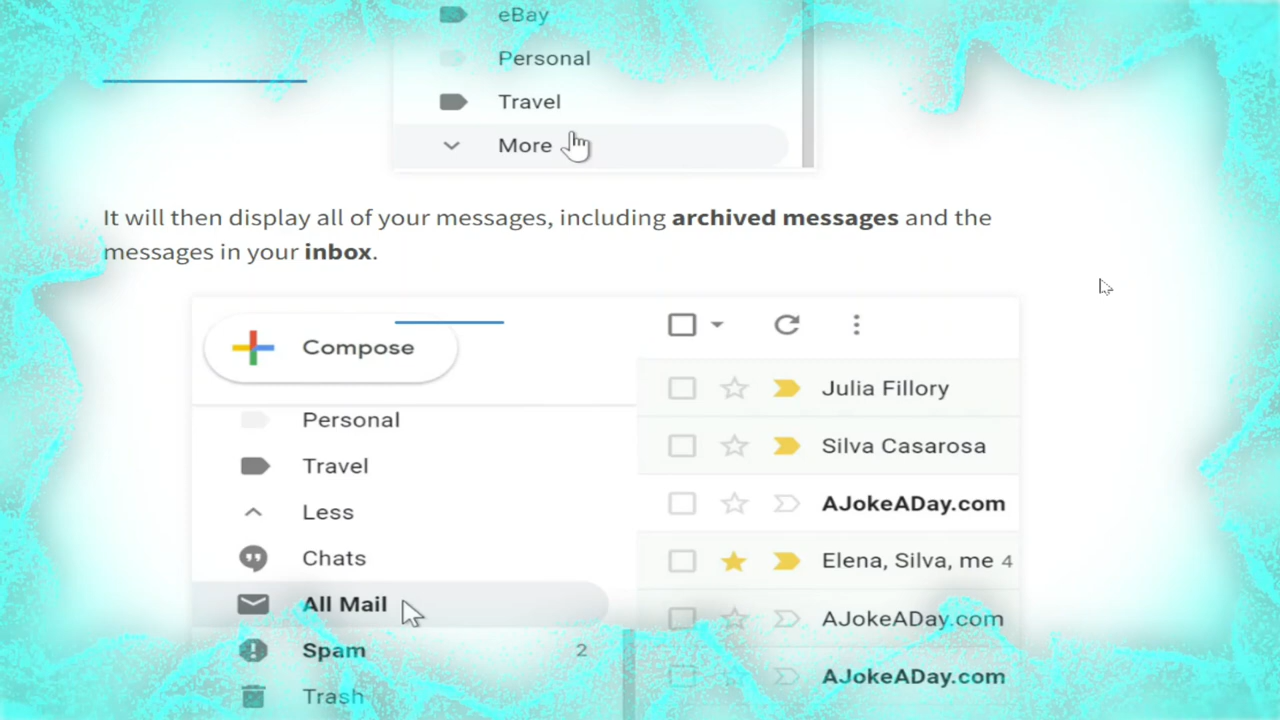 eBay
Personal
Travel
More
It will then display all of your messages, including archived messages and the
messages in your inbox.
Compose
Personal
Travel
Less
Chats
All Mail
Spam 2
Trash
Julia Fillory
Silva Casarosa
AJokeADay.com
Elena, Silva, me 4
AJokeADay.com
AJokeADay.com